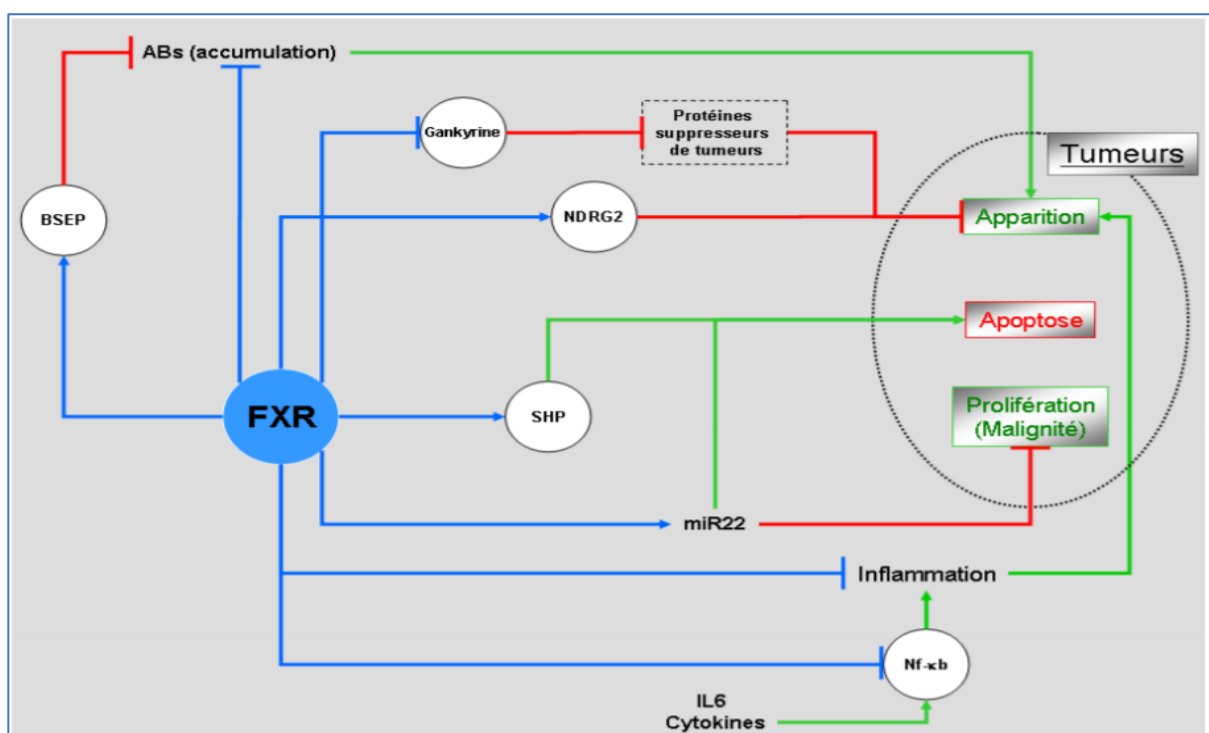 ABs (accumulation)
Gankyrine
Protéines
suppresseurs
de tumeurs
Tumeurs
BSEP
NDRG2
Apparition
Apoptose
FXR
SHP
Prolifération
(Malignité)
miR22
Inflammation
Nf-κb
IL6
Cytokines